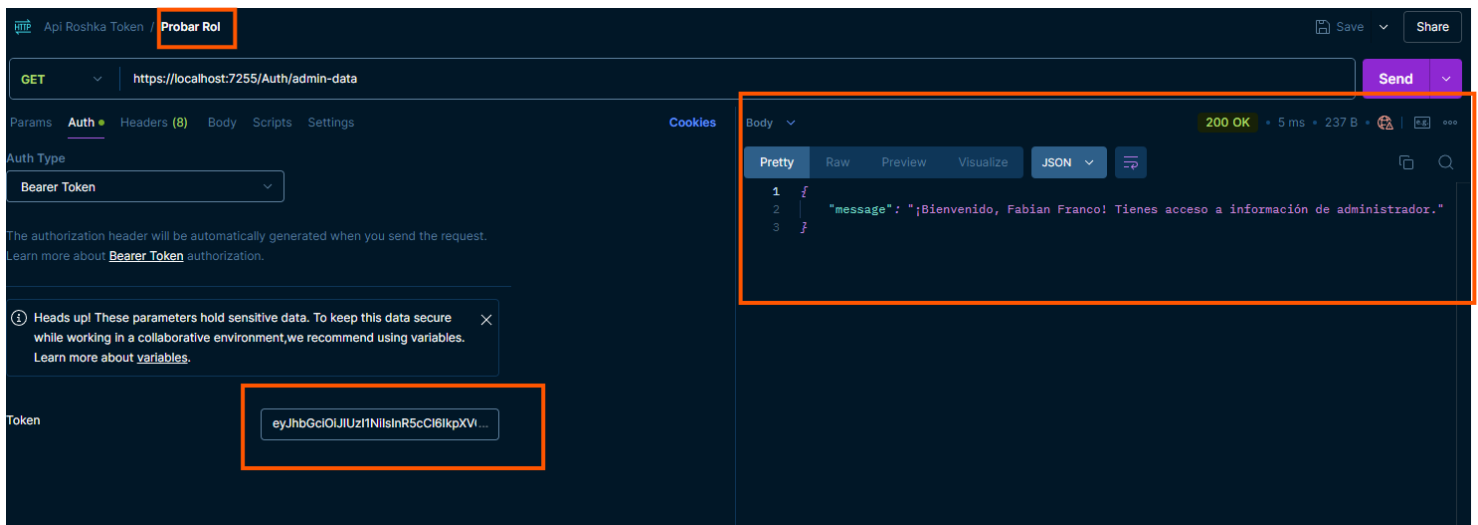 HTTP Api Roshka Token / Probar Rol
Save
Share
GET https://localhost:7255/Auth/admin-data
Send
Params Auth Headers (8) Body Scripts Settings Cookies
Auth Type
Bearer Token
The authorization header will be automatically generated when you send the request.
Learn more about Bearer Token authorization.
Heads up! These parameters hold sensitive data. To keep this data secure
while working in a collaborative environment,we recommend using variables.
Learn more about variables.
Token
eyJhbGciOiJIUzI1NiIsInR5cCI6IkpXV...
Body
200 OK • 5 ms • 237 B • e.g. •••
Pretty Raw Preview Visualize JSON
1 {
2 "message": "¡Bienvenido, Fabian Franco! Tienes acceso a información de administrador."
3 }